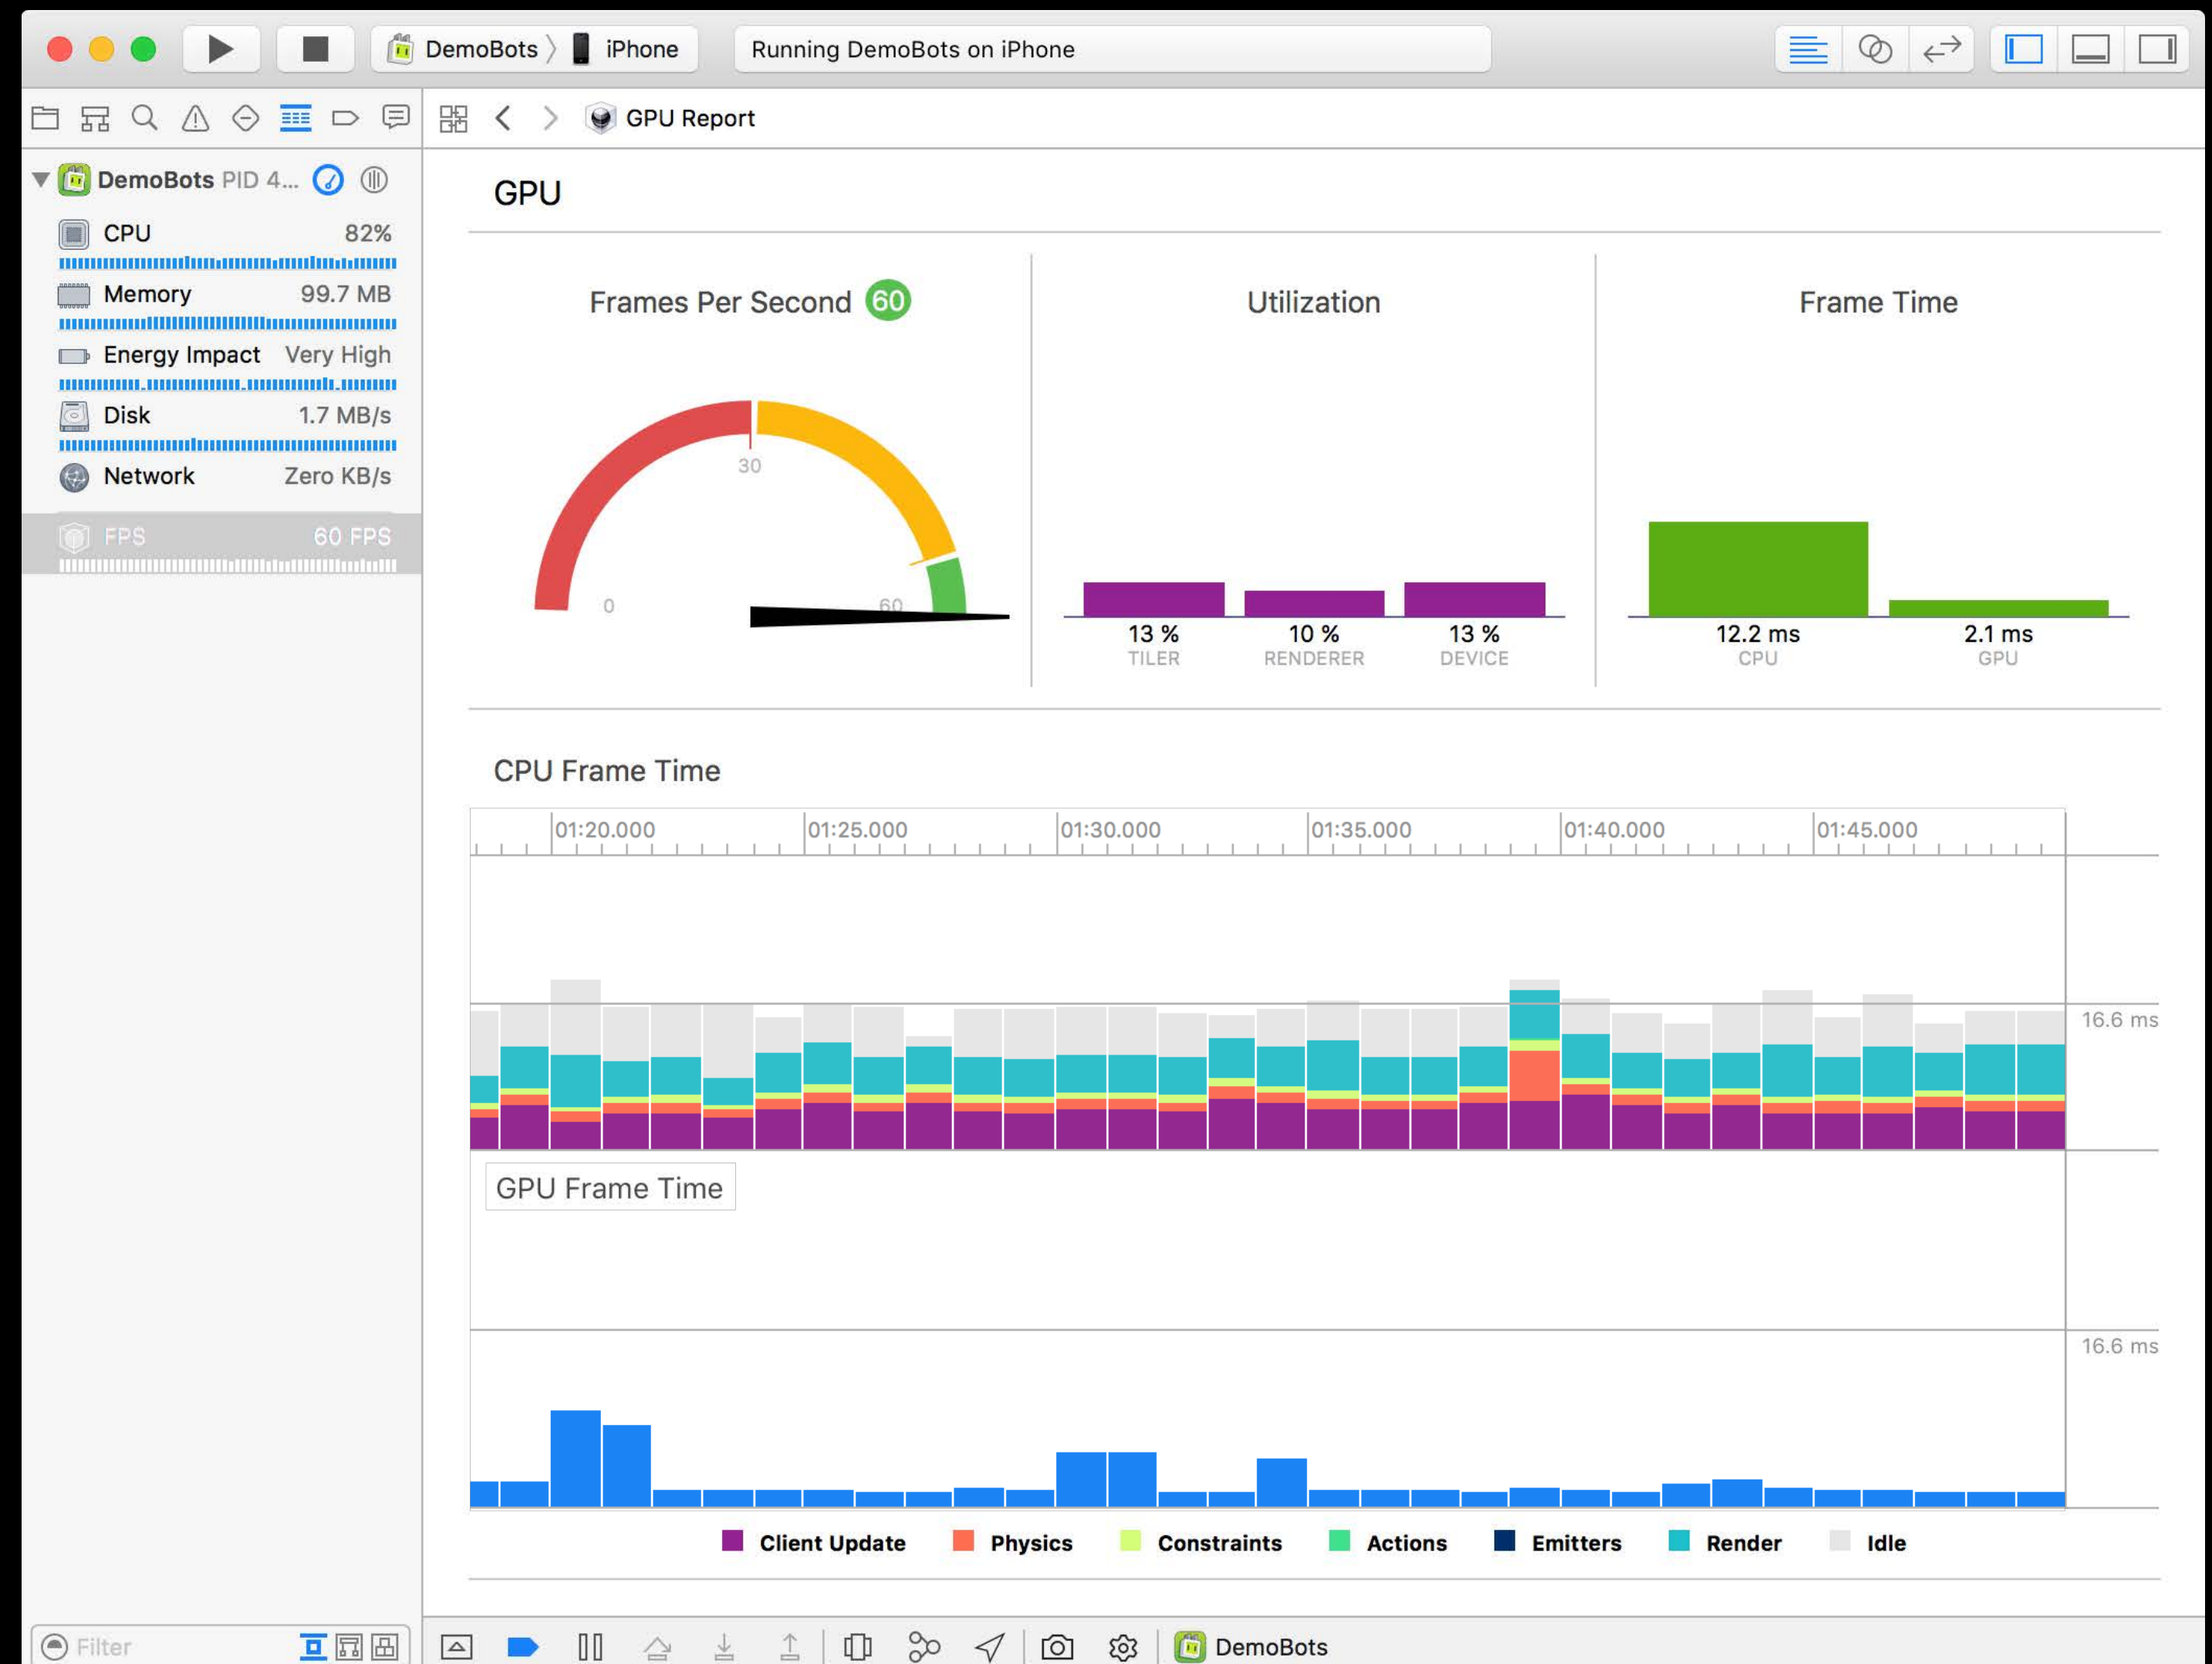 DemoBots iPhone Running DemoBots on iPhone
GPU Report
DemoBots PID 4...
CPU 82%
Memory 99.7 MB
Energy Impact Very High
Disk 1.7 MB/s
Network Zero KB/s
FPS 60 FPS
GPU
Frames Per Second 60
30
0
60
Utilization
13 % 10 % 13 %
TILER RENDERER DEVICE
Frame Time
12.2 ms 2.1 ms
CPU GPU
CPU Frame Time
01:20.000 01:25.000 01:30.000 01:35.000 01:40.000 01:45.000
16.6 ms
GPU Frame Time
16.6 ms
Client Update Physics Constraints Actions Emitters Render Idle
Filter
DemoBots